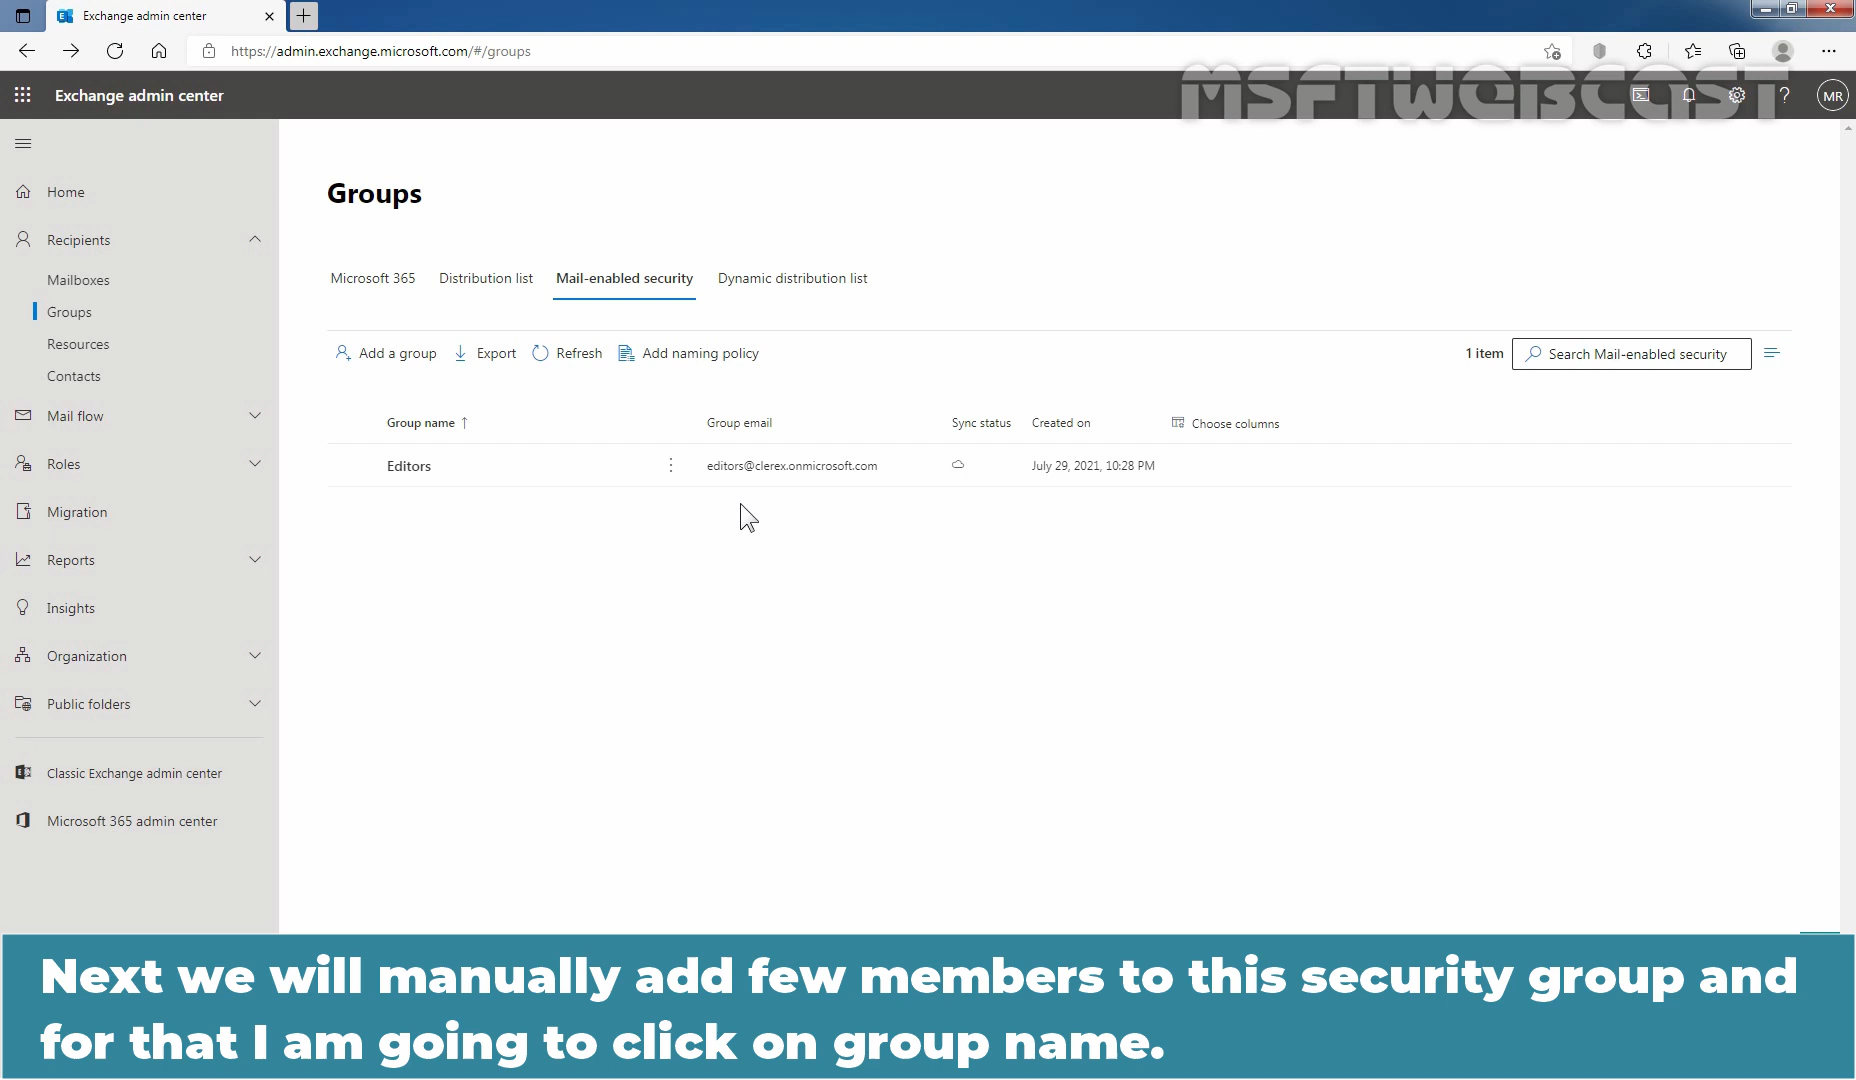 Exchange admin center
https://admin.exchange.microsoft.com/#/groups
Exchange admin center
MSFTWEBCAST
MR
Home
Groups
Recipients
Microsoft 365 Distribution list Mail-enabled security Dynamic distribution list
Mailboxes
Groups
Resources
Add a group Export Refresh Add naming policy 1 item Search Mail-enabled security
Contacts
Mail flow
Group name ↑ Group email Sync status Created on Choose columns
Roles
Editors editors@clerex.onmicrosoft.com July 29, 2021, 10:28 PM
Migration
Reports
Insights
Organization
Public folders
Classic Exchange admin center
Microsoft 365 admin center
Next we will manually add few members to this security group and
for that I am going to click on group name.